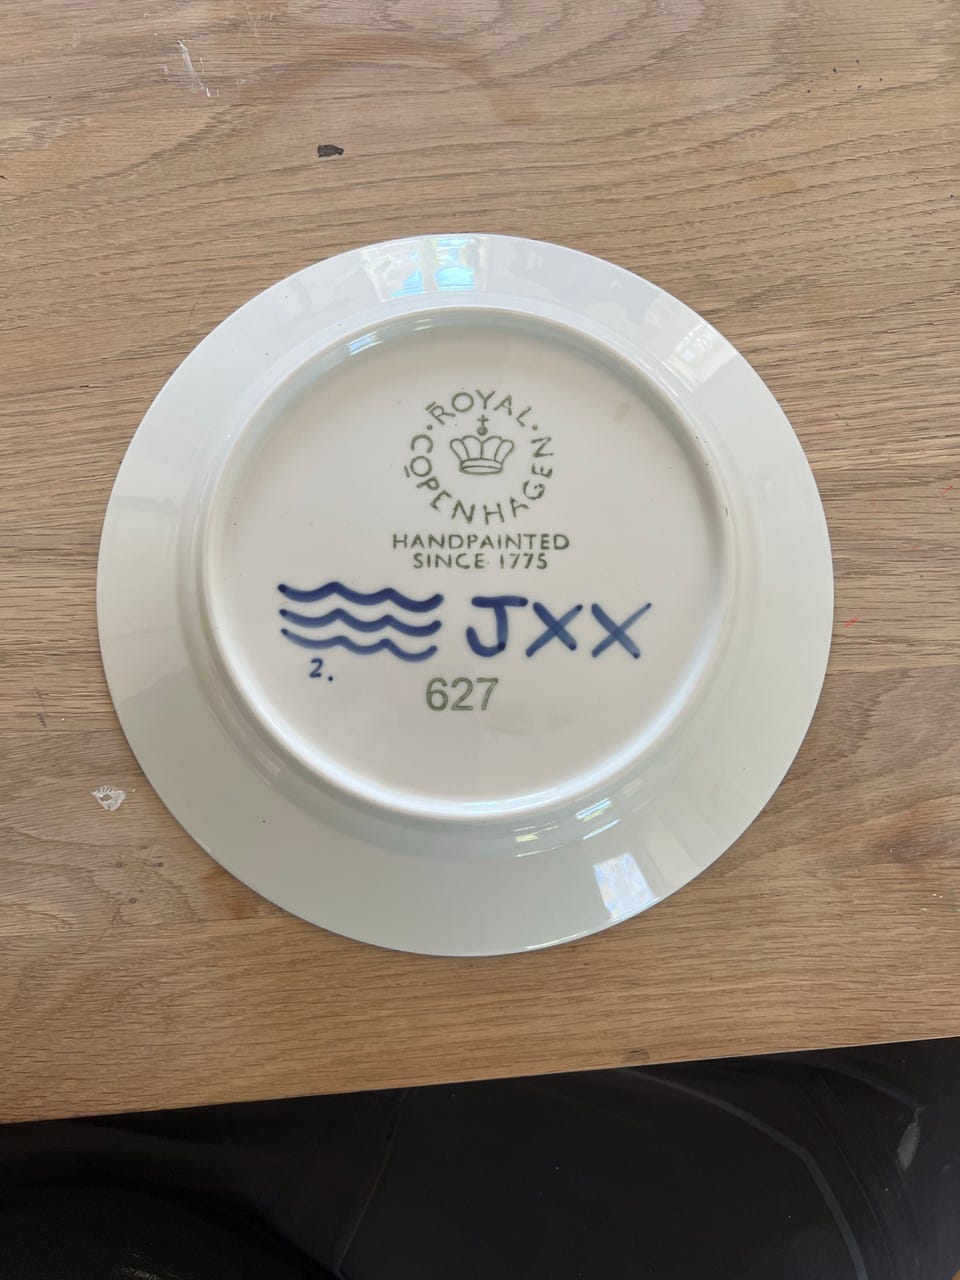 ROYAL
COPENHAGEN
HANDPAINTED
SINCE 1775
JXX
2.
627